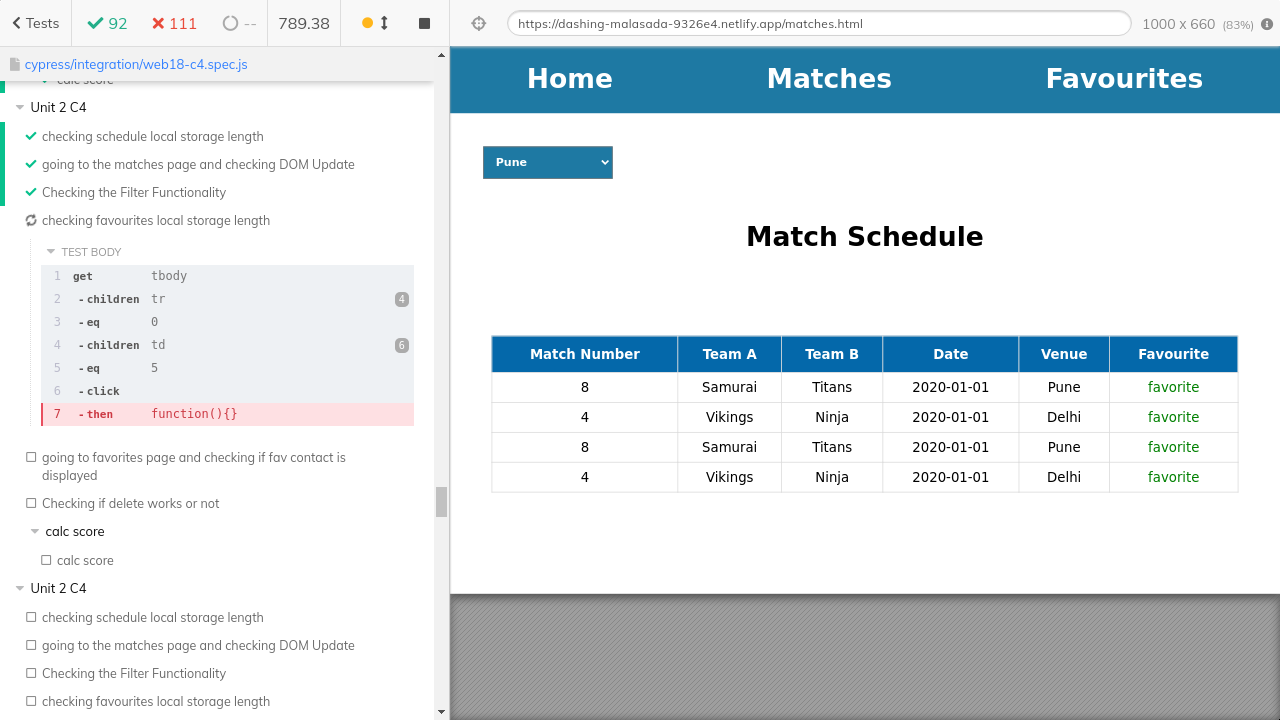 Tests 92 111 -- 789.38
https://dashing-malasada-9326e4.netlify.app/matches.html 1000 x 660 (83%)
cypress/integration/web18-c4.spec.js
calc score
Unit 2 C4
checking schedule local storage length
going to the matches page and checking DOM Update
Checking the Filter Functionality
checking favourites local storage length
TEST BODY
1 get tbody
2 - children tr 4
3 - eq 0
4 - children td 6
5 - eq 5
6 - click
7 - then function(){}
going to favorites page and checking if fav contact is
displayed
Checking if delete works or not
calc score
calc score
Unit 2 C4
checking schedule local storage length
going to the matches page and checking DOM Update
Checking the Filter Functionality
checking favourites local storage length
Home Matches Favourites
Pune
Match Schedule
Match Number Team A Team B Date Venue Favourite
8 Samurai Titans 2020-01-01 Pune favorite
4 Vikings Ninja 2020-01-01 Delhi favorite
8 Samurai Titans 2020-01-01 Pune favorite
4 Vikings Ninja 2020-01-01 Delhi favorite